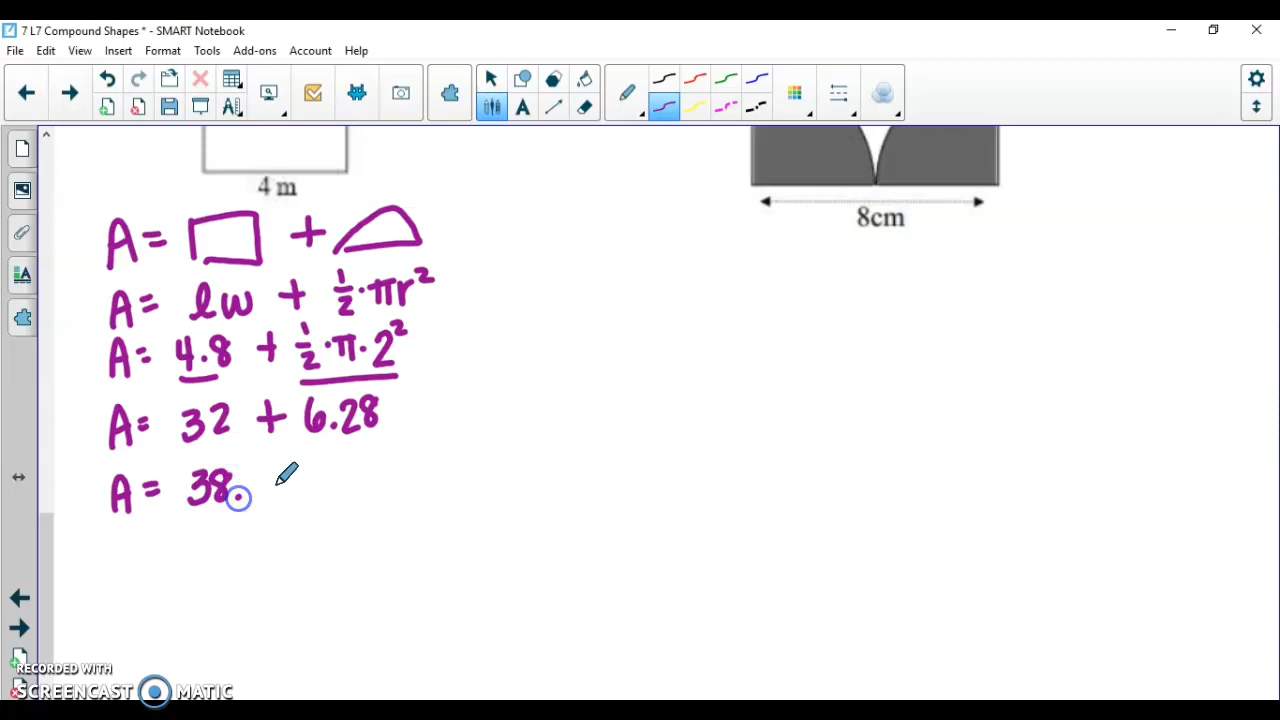 7 L7 Compound Shapes * - SMART Notebook
File Edit View Insert Format Tools Add-ons Account Help
4 m
8cm
A = ▭ + ⌓
A = lw + 1/2 · πr²
A = 4.8 + 1/2 · π · 2²
A = 32 + 6.28
A = 38.
RECORDED WITH
SCREENCAST MATIC